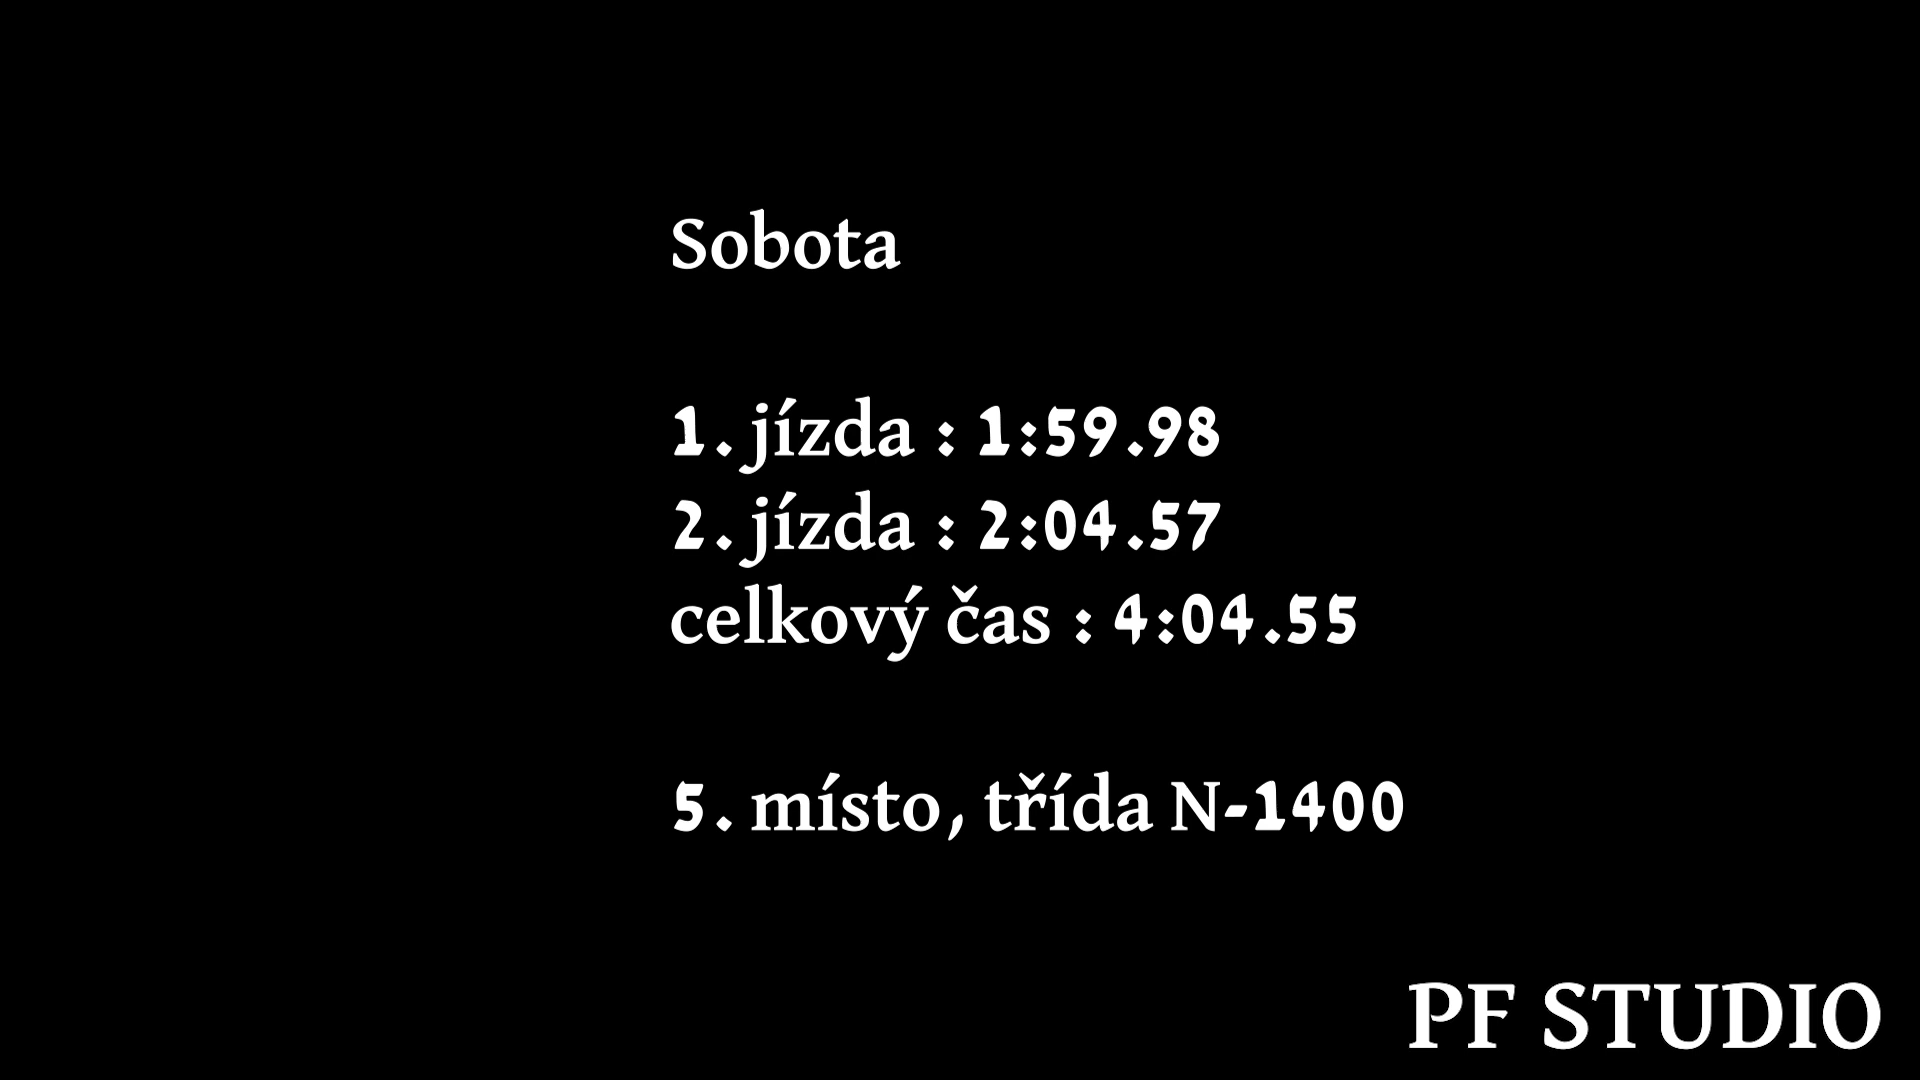 Sobota
1. jízda : 1:59.98
2. jízda : 2:04.57
celkový čas : 4:04.55
5. místo, třída N-1400
PF STUDIO